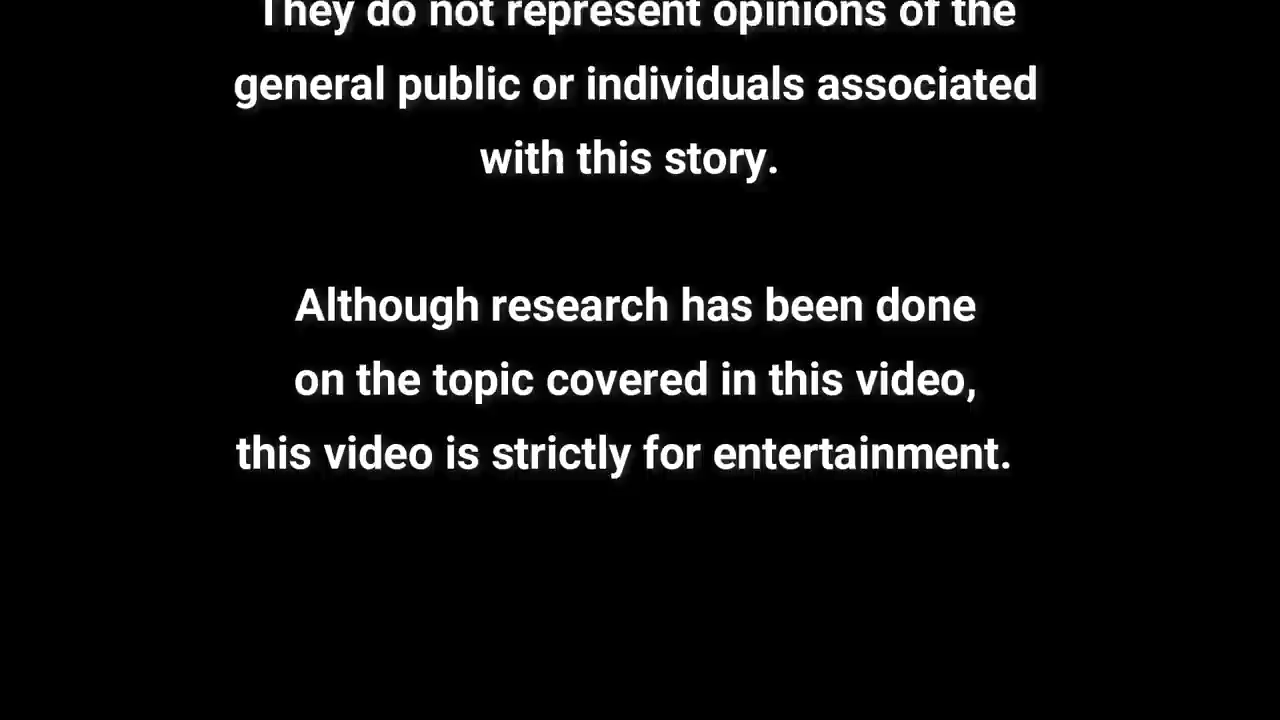 They do not represent opinions of the
general public or individuals associated
with this story.
Although research has been done
on the topic covered in this video,
this video is strictly for entertainment.